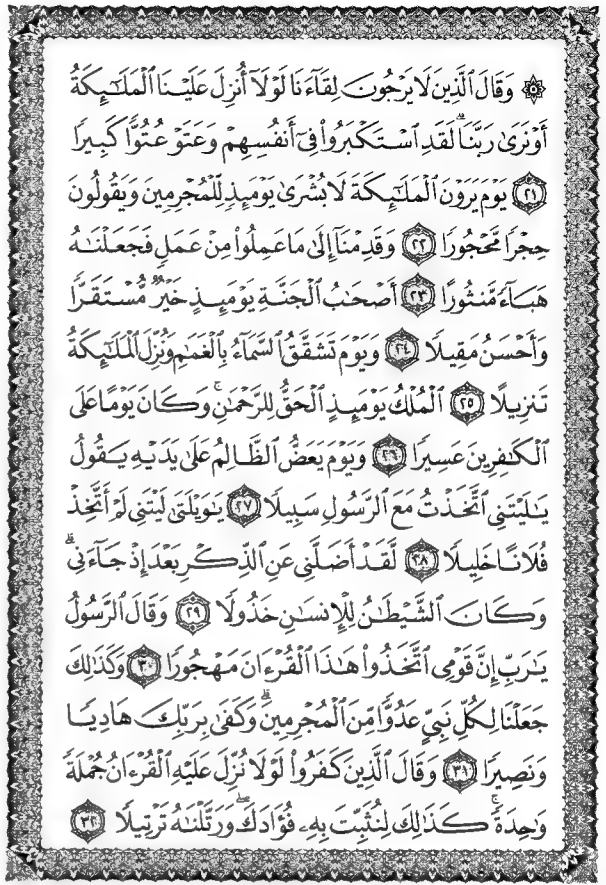 ۞ وَقَالَ ٱلَّذِينَ لَا يَرْجُونَ لِقَآءَنَا لَوْلَآ أُنزِلَ عَلَيْنَا ٱلْمَلَـٰٓئِكَةُ
أَوْ نَرَىٰ رَبَّنَا ۗ لَقَدِ ٱسْتَكْبَرُوا۟ فِىٓ أَنفُسِهِمْ وَعَتَوْ عُتُوًّا كَبِيرًا
٢١ يَوْمَ يَرَوْنَ ٱلْمَلَـٰٓئِكَةَ لَا بُشْرَىٰ يَوْمَئِذٍ لِّلْمُجْرِمِينَ وَيَقُولُونَ
حِجْرًا مَّحْجُورًا ٢٢ وَقَدِمْنَآ إِلَىٰ مَا عَمِلُوا۟ مِنْ عَمَلٍ فَجَعَلْنَـٰهُ
هَبَآءً مَّنثُورًا ٢٣ أَصْحَـٰبُ ٱلْجَنَّةِ يَوْمَئِذٍ خَيْرٌ مُّسْتَقَرًّا
وَأَحْسَنُ مَقِيلًا ٢٤ وَيَوْمَ تَشَقَّقُ ٱلسَّمَآءُ بِٱلْغَمَـٰمِ وَنُزِّلَ ٱلْمَلَـٰٓئِكَةُ
تَنزِيلًا ٢٥ ٱلْمُلْكُ يَوْمَئِذٍ ٱلْحَقُّ لِلرَّحْمَـٰنِ ۚ وَكَانَ يَوْمًا عَلَى
ٱلْكَـٰفِرِينَ عَسِيرًا ٢٦ وَيَوْمَ يَعَضُّ ٱلظَّالِمُ عَلَىٰ يَدَيْهِ يَقُولُ
يَـٰلَيْتَنِى ٱتَّخَذْتُ مَعَ ٱلرَّسُولِ سَبِيلًا ٢٧ يَـٰوَيْلَتَىٰ لَيْتَنِى لَمْ أَتَّخِذْ
فُلَانًا خَلِيلًا ٢٨ لَّقَدْ أَضَلَّنِى عَنِ ٱلذِّكْرِ بَعْدَ إِذْ جَآءَنِى ۗ
وَكَانَ ٱلشَّيْطَـٰنُ لِلْإِنسَـٰنِ خَذُولًا ٢٩ وَقَالَ ٱلرَّسُولُ
يَـٰرَبِّ إِنَّ قَوْمِى ٱتَّخَذُوا۟ هَـٰذَا ٱلْقُرْءَانَ مَهْجُورًا ٣٠ وَكَذَٰلِكَ
جَعَلْنَا لِكُلِّ نَبِىٍّ عَدُوًّا مِّنَ ٱلْمُجْرِمِينَ ۗ وَكَفَىٰ بِرَبِّكَ هَادِيًا
وَنَصِيرًا ٣١ وَقَالَ ٱلَّذِينَ كَفَرُوا۟ لَوْلَا نُزِّلَ عَلَيْهِ ٱلْقُرْءَانُ جُمْلَةً
وَٰحِدَةً ۚ كَذَٰلِكَ لِنُثَبِّتَ بِهِۦ فُؤَادَكَ ۖ وَرَتَّلْنَـٰهُ تَرْتِيلًا ٣٢